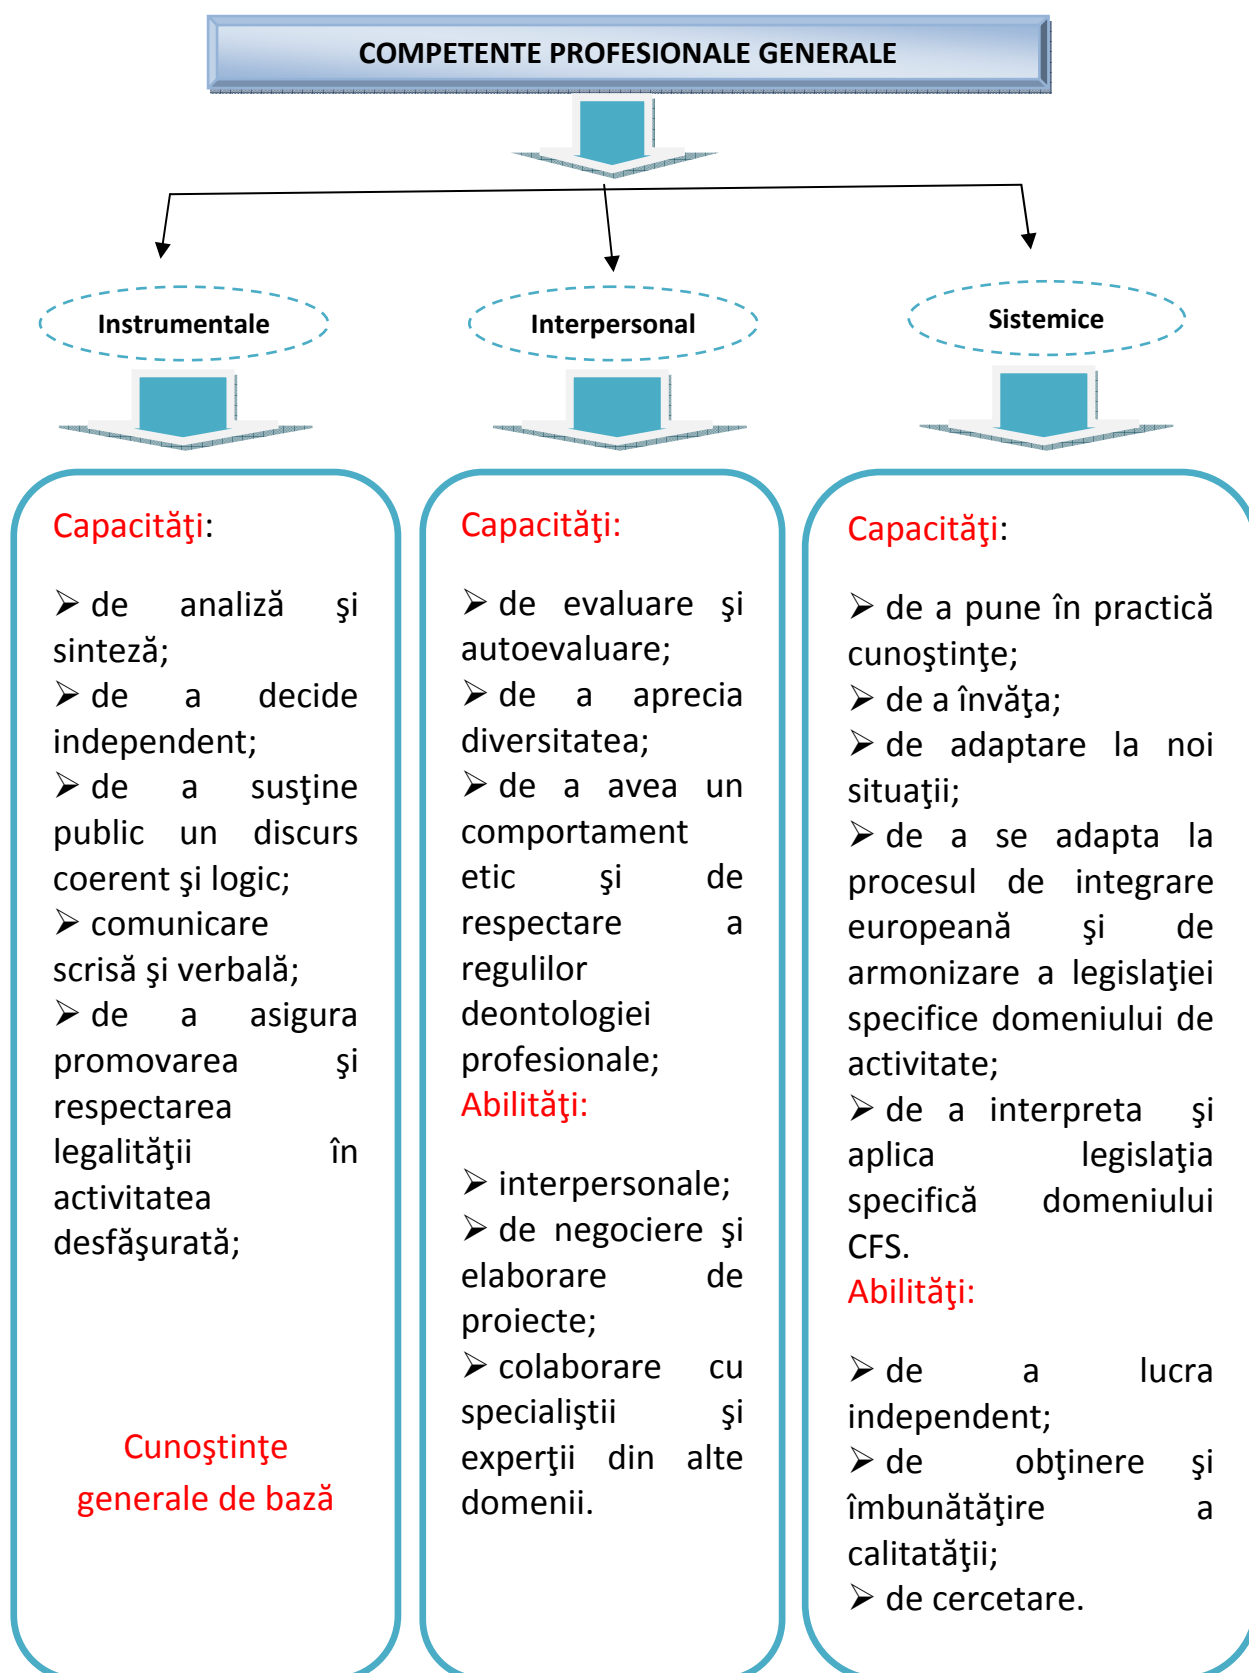 COMPETENTE PROFESIONALE GENERALE
Instrumentale
Interpersonal
Sistemice
Capacităţi:
➢ de analiză şi
sinteză;
➢ de a decide
independent;
➢ de a susţine
public un discurs
coerent şi logic;
➢ comunicare
scrisă şi verbală;
➢ de a asigura
promovarea şi
respectarea
legalităţii în
activitatea
desfăşurată;
Cunoştinţe
generale de bază
Capacităţi:
➢ de evaluare şi
autoevaluare;
➢ de a aprecia
diversitatea;
➢ de a avea un
comportament
etic şi de
respectare a
regulilor
deontologiei
profesionale;
Abilităţi:
➢ interpersonale;
➢ de negociere şi
elaborare de
proiecte;
➢ colaborare cu
specialiştii şi
experţii din alte
domenii.
Capacităţi:
➢ de a pune în practică
cunoştinţe;
➢ de a învăţa;
➢ de adaptare la noi
situaţii;
➢ de a se adapta la
procesul de integrare
europeană şi de
armonizare a legislaţiei
specifice domeniului de
activitate;
➢ de a interpreta şi
aplica legislaţia
specifică domeniului
CFS.
Abilităţi:
➢ de a lucra
independent;
➢ de obţinere şi
îmbunătăţire a
calitatăţii;
➢ de cercetare.